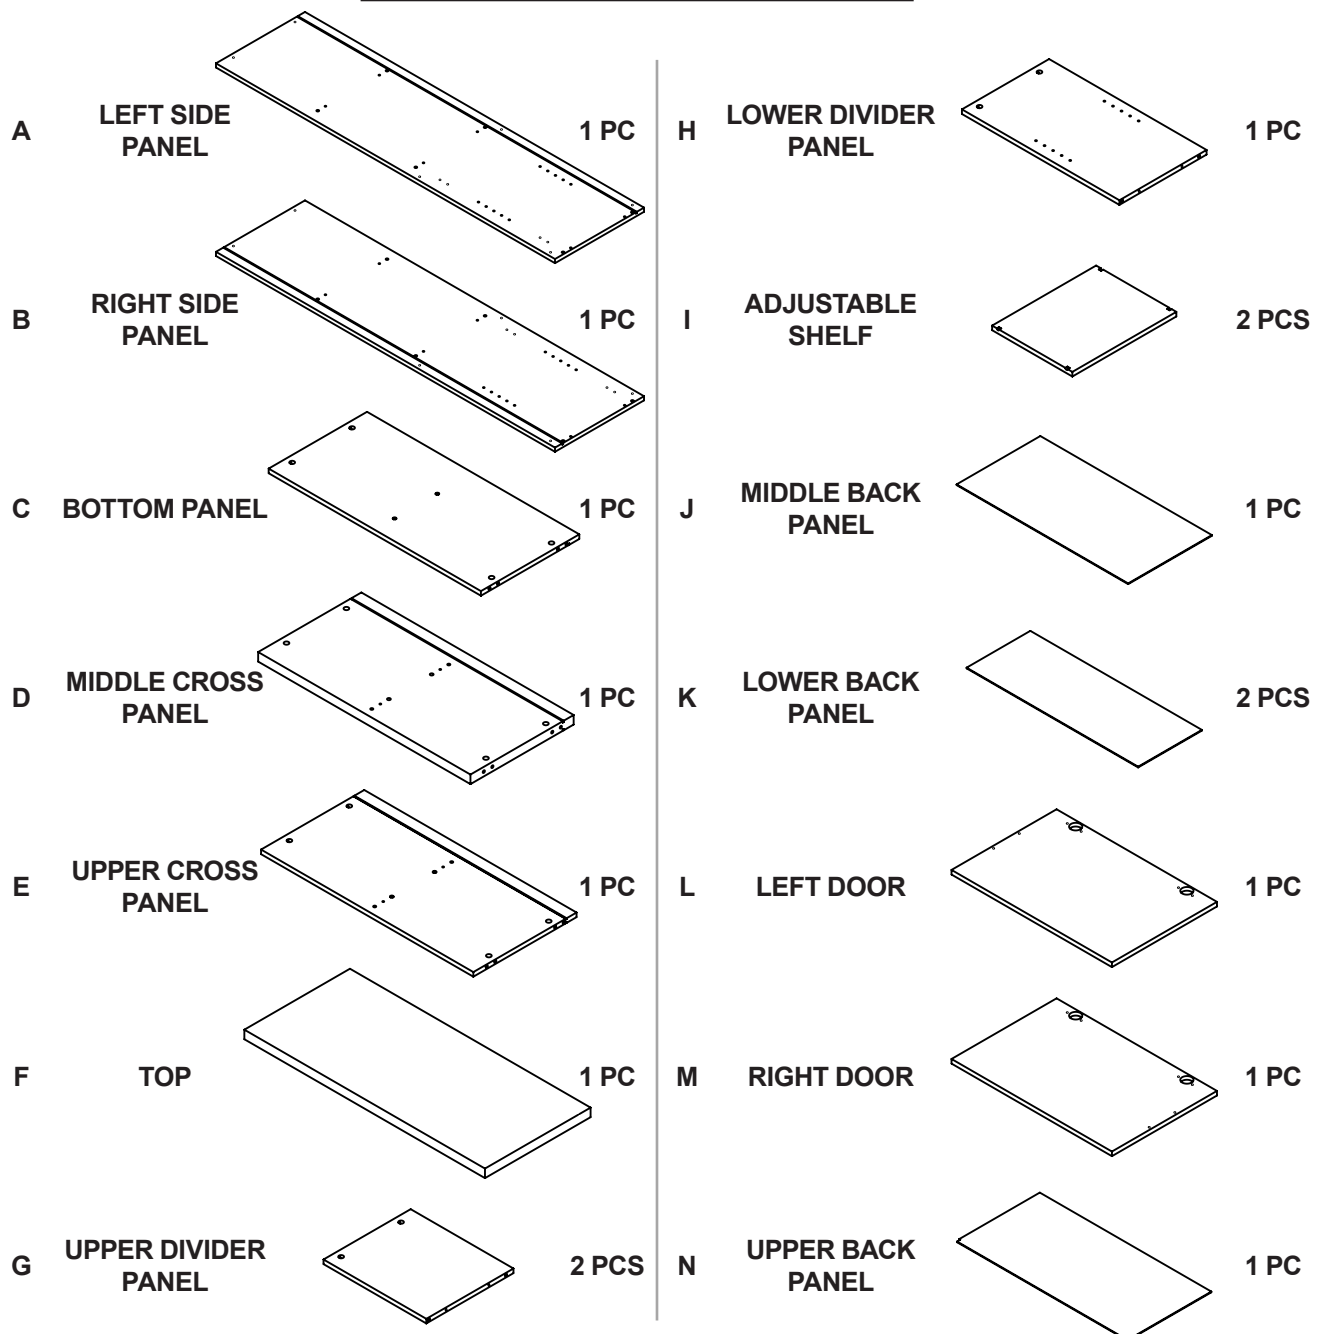 A LEFT SIDE PANEL 1 PC
B RIGHT SIDE PANEL 1 PC
C BOTTOM PANEL 1 PC
D MIDDLE CROSS PANEL 1 PC
E UPPER CROSS PANEL 1 PC
F TOP 1 PC
G UPPER DIVIDER PANEL 2 PCS
H LOWER DIVIDER PANEL 1 PC
I ADJUSTABLE SHELF 2 PCS
J MIDDLE BACK PANEL 1 PC
K LOWER BACK PANEL 2 PCS
L LEFT DOOR 1 PC
M RIGHT DOOR 1 PC
N UPPER BACK PANEL 1 PC